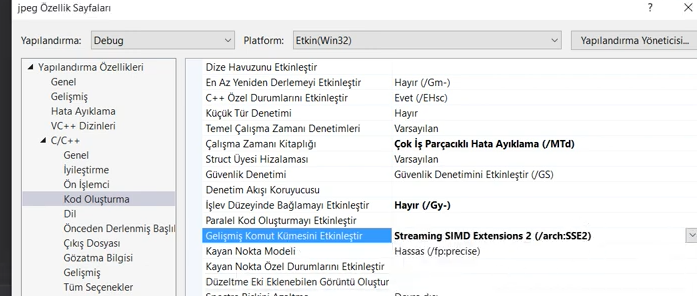 jpeg Özellik Sayfaları
Yapılandırma: Debug Platform: Etkin(Win32) Yapılandırma Yöneticisi...
Yapılandırma Özellikleri
Genel
Gelişmiş
Hata Ayıklama
VC++ Dizinleri
C/C++
Genel
İyileştirme
Ön İşlemci
Kod Oluşturma
Dil
Önceden Derlenmiş Başlıl
Çıkış Dosyası
Gözatma Bilgisi
Gelişmiş
Tüm Seçenekler
Dize Havuzunu Etkinleştir
En Az Yeniden Derlemeyi Etkinleştir Hayır (/Gm-)
C++ Özel Durumlarını Etkinleştir Evet (/EHsc)
Küçük Tür Denetimi Hayır
Temel Çalışma Zamanı Denetimleri Varsayılan
Çalışma Zamanı Kitaplığı Çok İş Parçacıklı Hata Ayıklama (/MTd)
Struct Üyesi Hizalaması Varsayılan
Güvenlik Denetimi Güvenlik Denetimini Etkinleştir (/GS)
Denetim Akışı Koruyucusu
İşlev Düzeyinde Bağlamayı Etkinleştir Hayır (/Gy-)
Paralel Kod Oluşturmayı Etkinleştir
Gelişmiş Komut Kümesini Etkinleştir Streaming SIMD Extensions 2 (/arch:SSE2)
Kayan Nokta Modeli Hassas (/fp:precise)
Kayan Nokta Özel Durumlarını Etkinleştir
Düzeltme Eki Eklenebilen Görüntü Oluştur